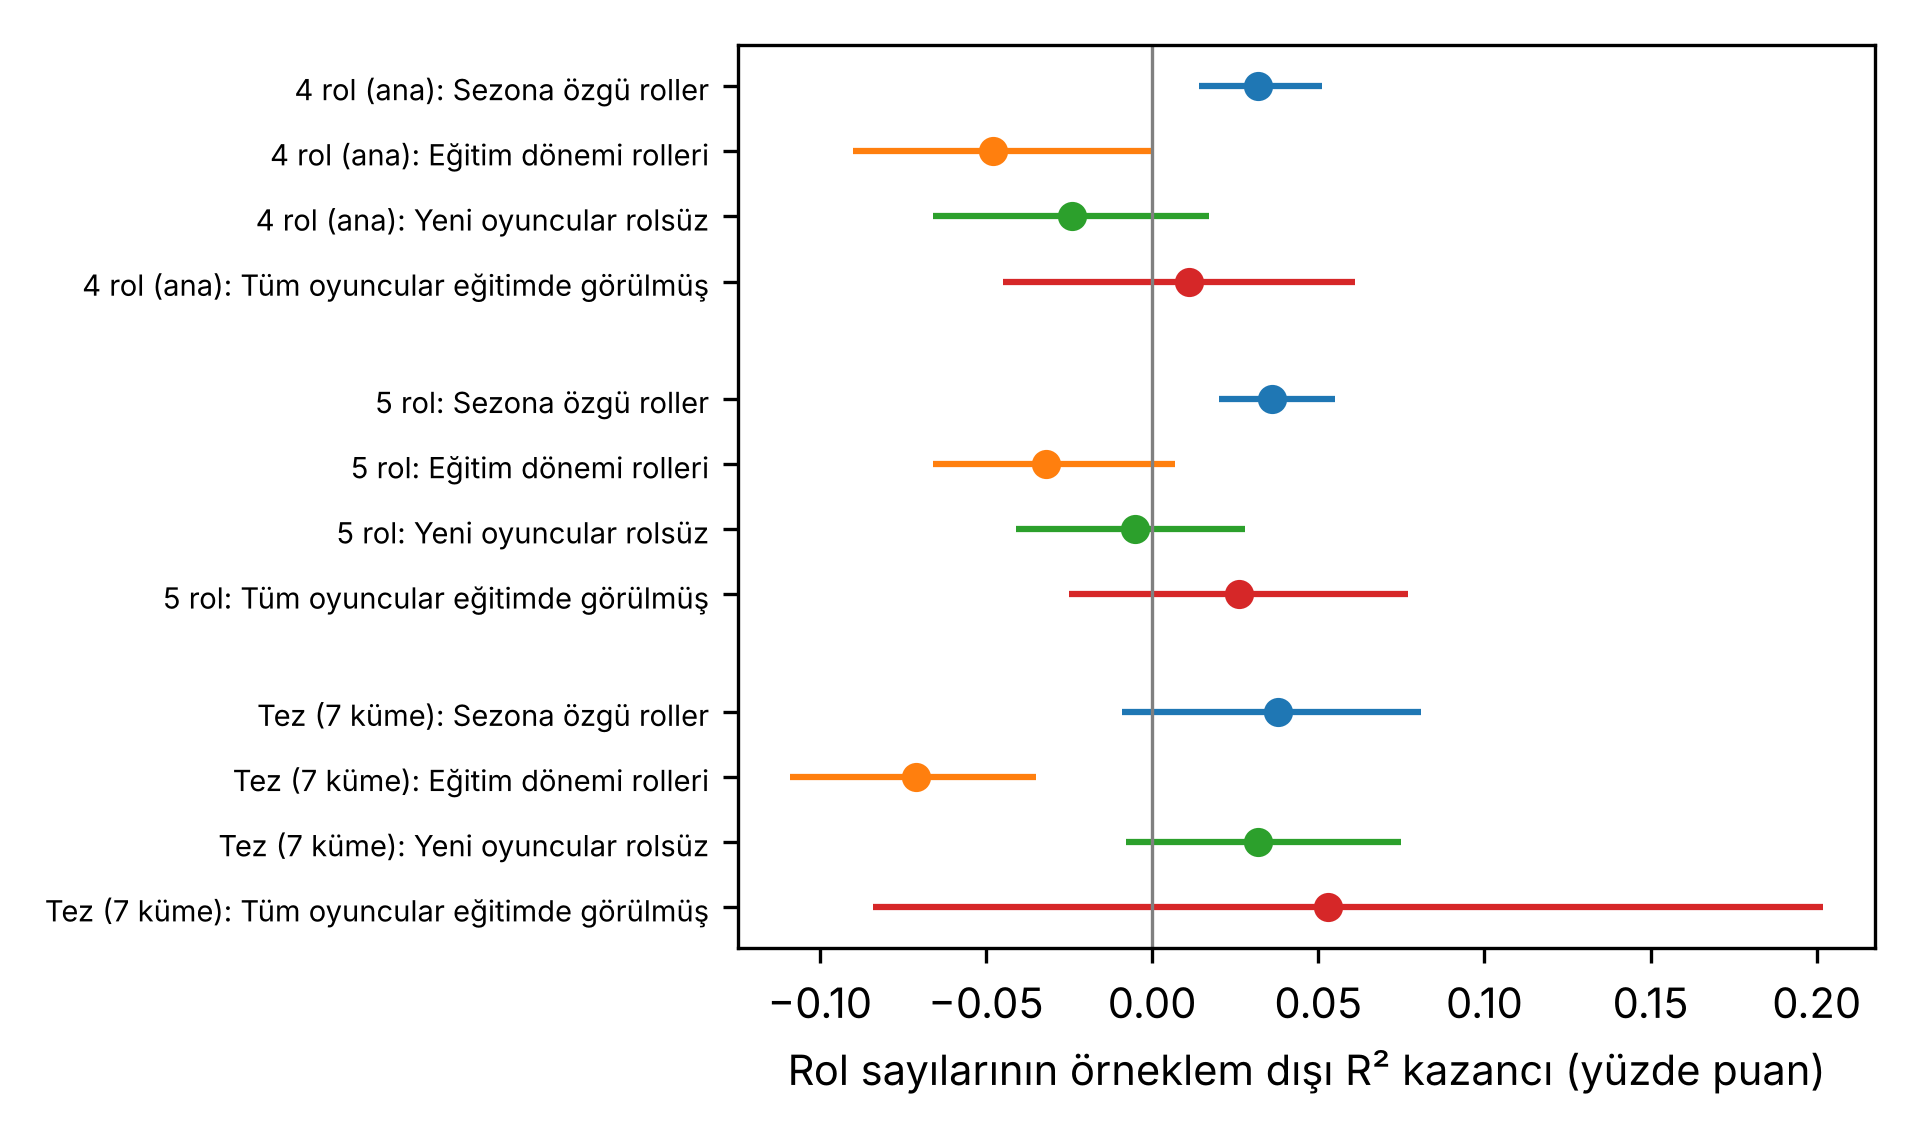 4 rol (ana): Sezona özgü roller
4 rol (ana): Eğitim dönemi rolleri
4 rol (ana): Yeni oyuncular rolsüz
4 rol (ana): Tüm oyuncular eğitimde görülmüş
5 rol: Sezona özgü roller
5 rol: Eğitim dönemi rolleri
5 rol: Yeni oyuncular rolsüz
5 rol: Tüm oyuncular eğitimde görülmüş
Tez (7 küme): Sezona özgü roller
Tez (7 küme): Eğitim dönemi rolleri
Tez (7 küme): Yeni oyuncular rolsüz
Tez (7 küme): Tüm oyuncular eğitimde görülmüş
−0.10 −0.05 0.00 0.05 0.10 0.15 0.20
Rol sayılarının örneklem dışı R² kazancı (yüzde puan)